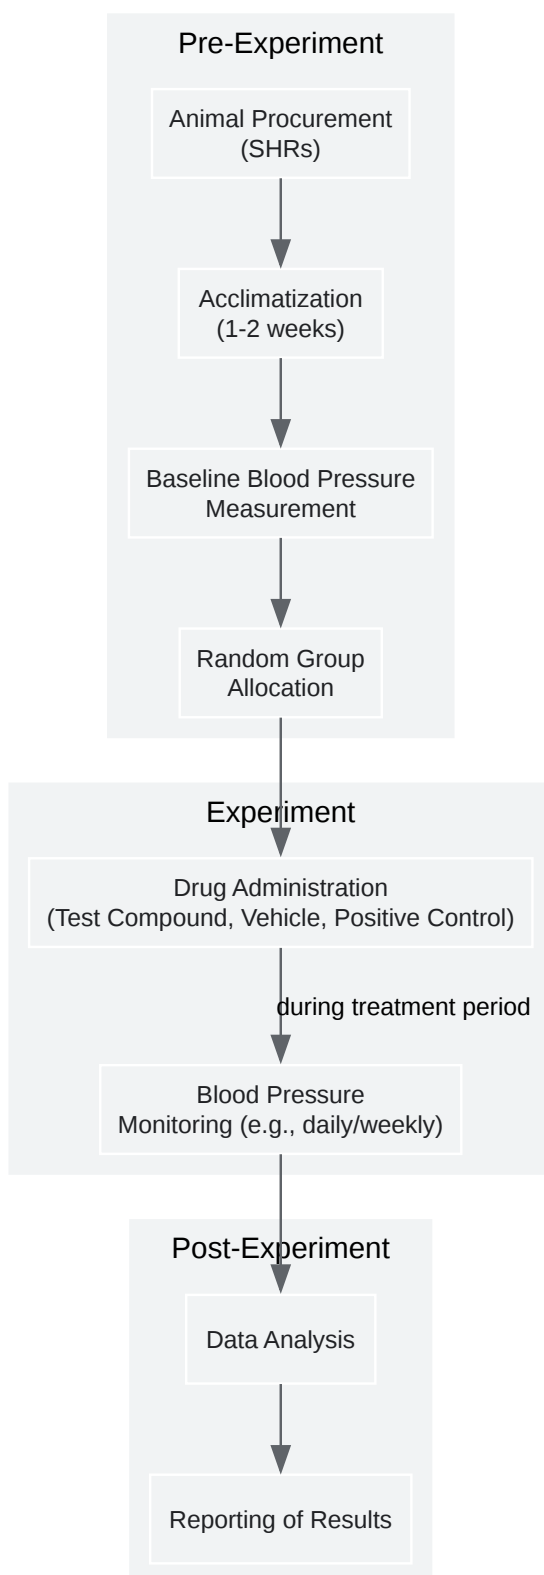 Pre-Experiment
Animal Procurement
(SHRs)
Acclimatization
(1-2 weeks)
Baseline Blood Pressure
Measurement
Random Group
Allocation
Experiment
Drug Administration
(Test Compound, Vehicle, Positive Control)
during treatment period
Blood Pressure
Monitoring (e.g., daily/weekly)
Post-Experiment
Data Analysis
Reporting of Results